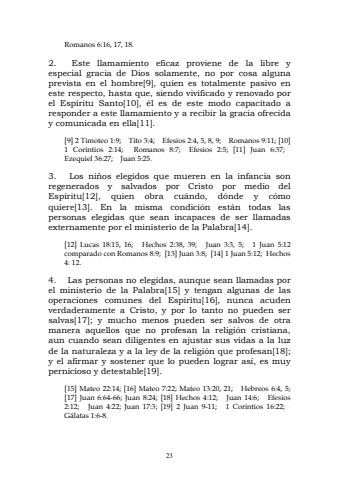 Romanos 6:16, 17, 18.
2. Este llamamiento eficaz proviene de la libre y
especial gracia de Dios solamente, no por cosa alguna
prevista en el hombre[9], quien es totalmente pasivo en
este respecto, hasta que, siendo vivificado y renovado por
el Espíritu Santo[10], él es de este modo capacitado a
responder a este llamamiento y a recibir la gracia ofrecida
y comunicada en ella[11].
[9] 2 Timoteo 1:9; Tito 3:4; Efesios 2:4, 5, 8, 9; Romanos 9:11; [10]
1 Corintios 2:14; Romanos 8:7; Efesios 2:5; [11] Juan 6:37;
Ezequiel 36:27; Juan 5:25.
3. Los niños elegidos que mueren en la infancia son
regenerados y salvados por Cristo por medio del
Espíritu[12], quien obra cuándo, dónde y cómo
quiere[13]. En la misma condición están todas las
personas elegidas que sean incapaces de ser llamadas
externamente por el ministerio de la Palabra[14].
[12] Lucas 18:15, 16; Hechos 2:38, 39; Juan 3:3, 5; 1 Juan 5:12
comparado con Romanos 8:9; [13] Juan 3:8; [14] 1 Juan 5:12; Hechos
4: 12.
4. Las personas no elegidas, aunque sean llamadas por
el ministerio de la Palabra[15] y tengan algunas de las
operaciones comunes del Espíritu[16], nunca acuden
verdaderamente a Cristo, y por lo tanto no pueden ser
salvas[17]; y mucho menos pueden ser salvos de otra
manera aquellos que no profesan la religión cristiana,
aun cuando sean diligentes en ajustar sus vidas a la luz
de la naturaleza y a la ley de la religión que profesan[18];
y el afirmar y sostener que lo pueden lograr así, es muy
pernicioso y detestable[19].
[15] Mateo 22:14; [16] Mateo 7:22; Mateo 13:20, 21; Hebreos 6:4, 5;
[17] Juan 6:64-66; Juan 8:24; [18] Hechos 4:12; Juan 14:6; Efesios
2:12; Juan 4:22; Juan 17:3; [19] 2 Juan 9-11; 1 Corintios 16:22;
Gálatas 1:6-8.
23